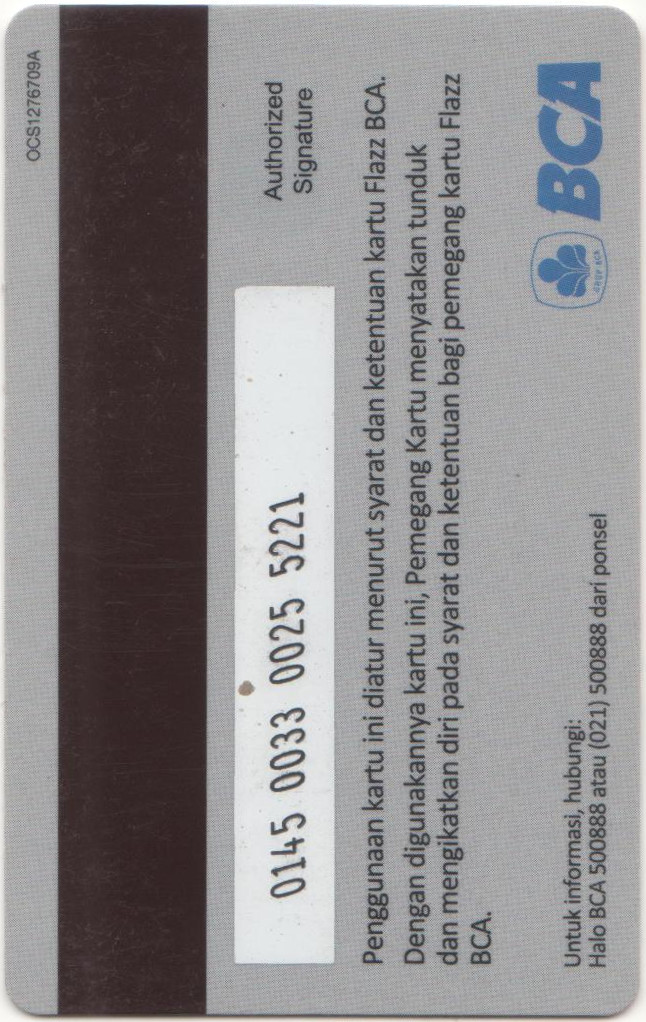 OCS1276709A
0145 0033 0025 5221
Authorized
Signature
Penggunaan kartu ini diatur menurut syarat dan ketentuan kartu Flazz BCA.
Dengan digunakannya kartu ini, Pemegang Kartu menyatakan tunduk
dan mengikatkan diri pada syarat dan ketentuan bagi pemegang kartu Flazz
BCA.
Untuk informasi, hubungi:
Halo BCA 500888 atau (021) 500888 dari ponsel
GRUP BCA
BCA